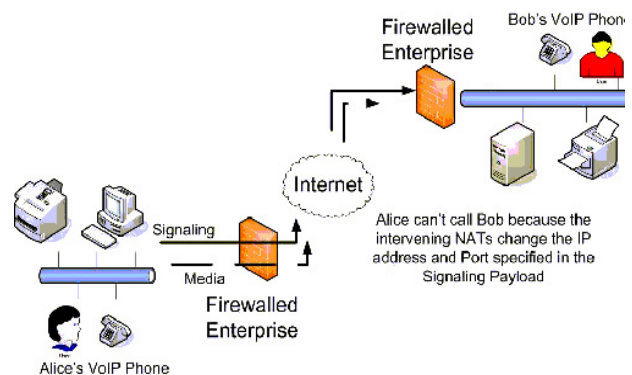 Bob's VoIP Phone
Firewalled
Enterprise
Internet
Alice can't call Bob because the
intervening NATs change the IP
address and Port specified in the
Signaling Payload
Signaling
Media
Firewalled
Enterprise
Alice's VoIP Phone